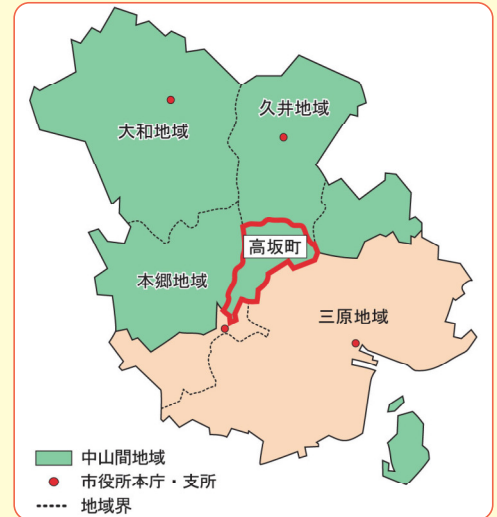 大和地域
久井地域
高坂町
本郷地域
三原地域
中山間地域
市役所本庁・支所
地域界